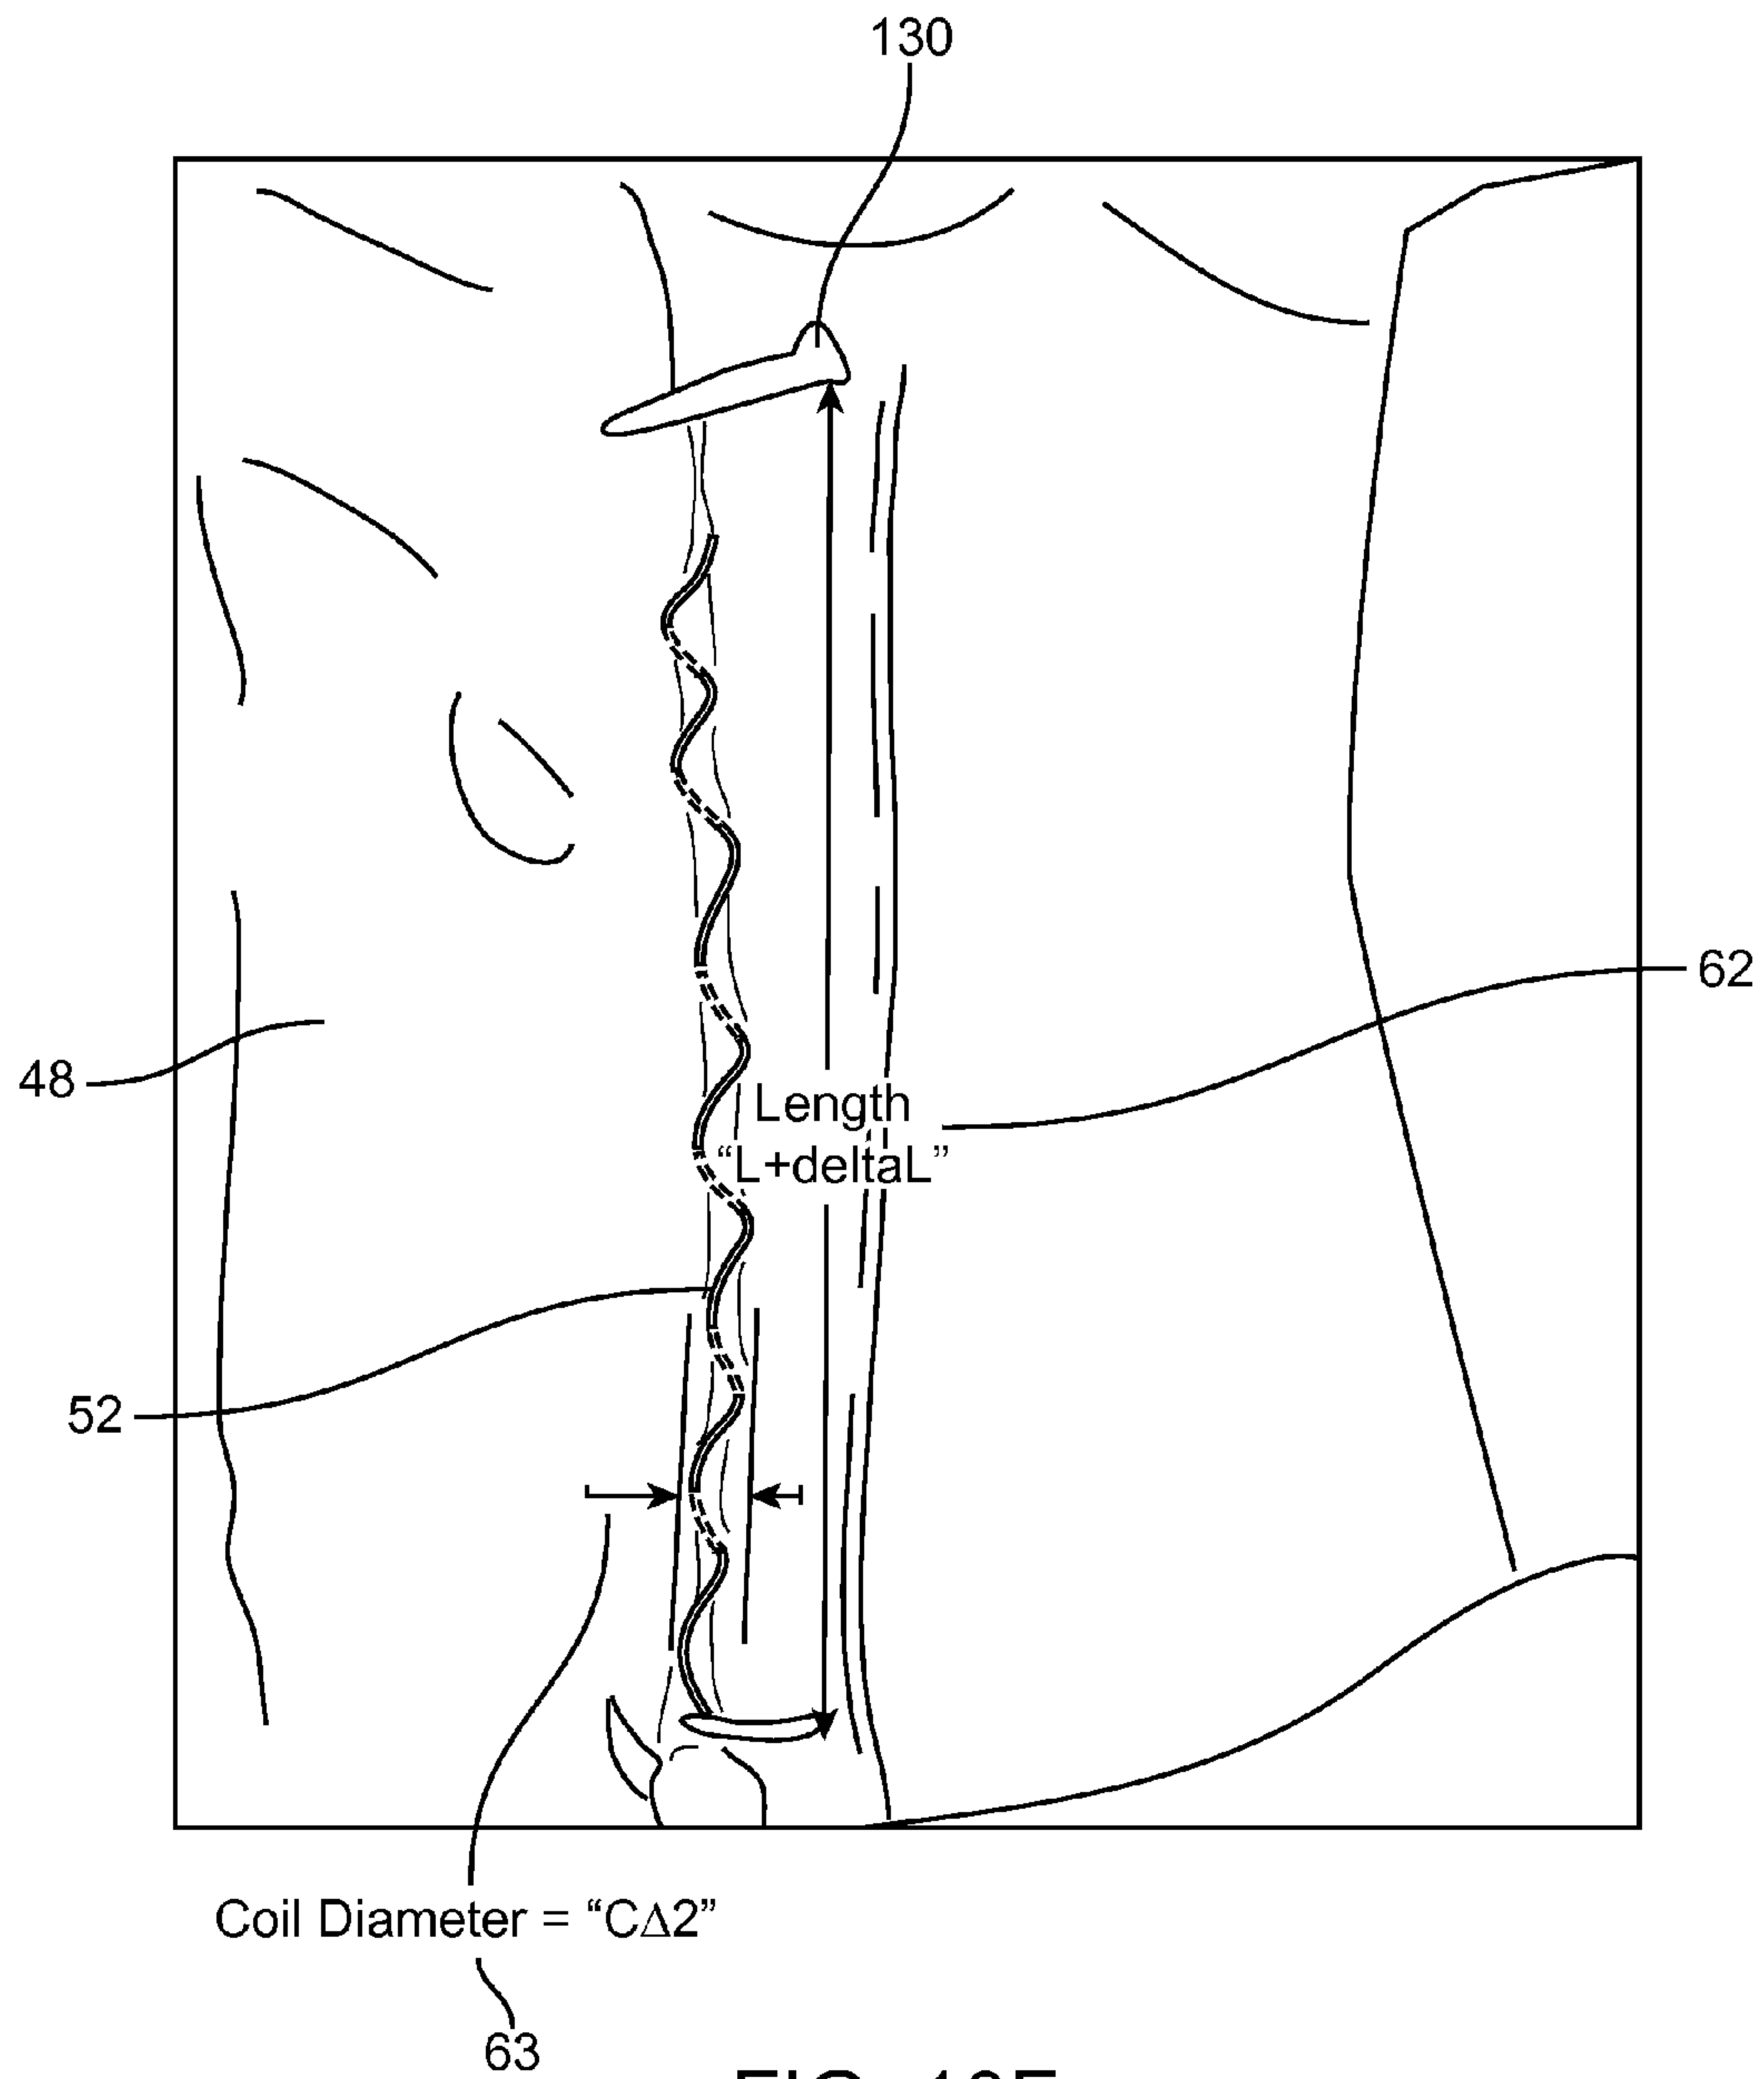 130
62
48
Length
“L+deltaL”
52
Coil Diameter = “CΔ2”
63